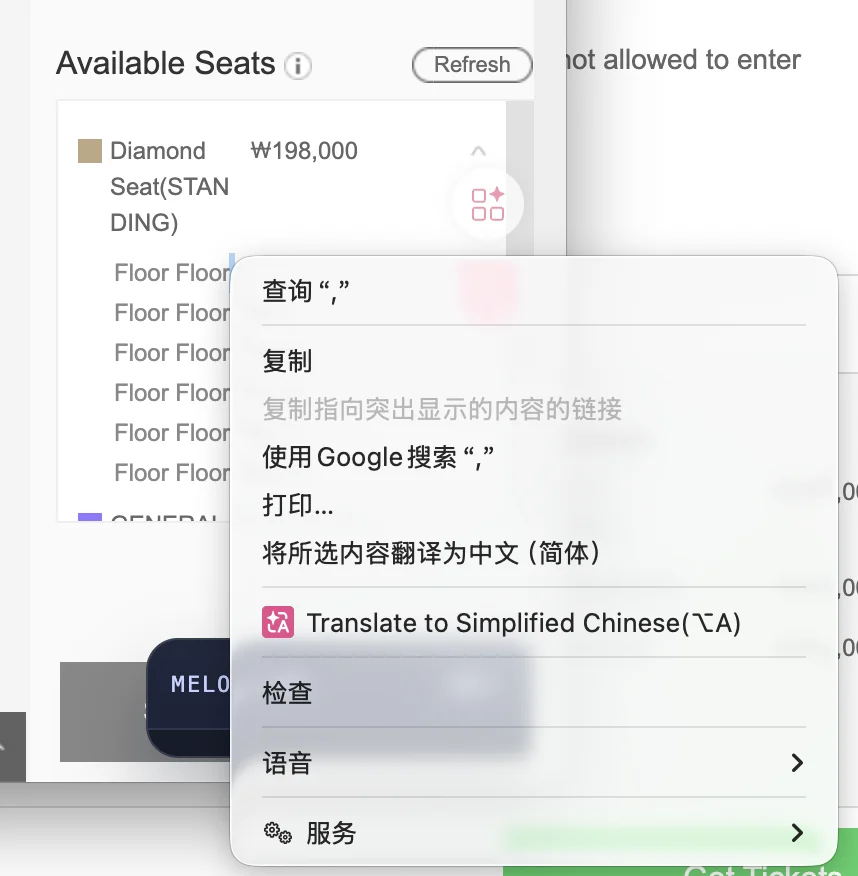 Available Seats
Refresh
not allowed to enter
Diamond
₩198,000
Seat(STAN
DING)
Floor Floor
Floor Floor
Floor Floor
Floor Floor
Floor Floor
Floor Floor
GENERAL
查询 “,”
复制
复制指向突出显示的内容的链接
使用Google搜索 “,”
打印...
将所选内容翻译为中文（简体）
Translate to Simplified Chinese(⌥A)
MELO
检查
语音
服务
Get Tickets